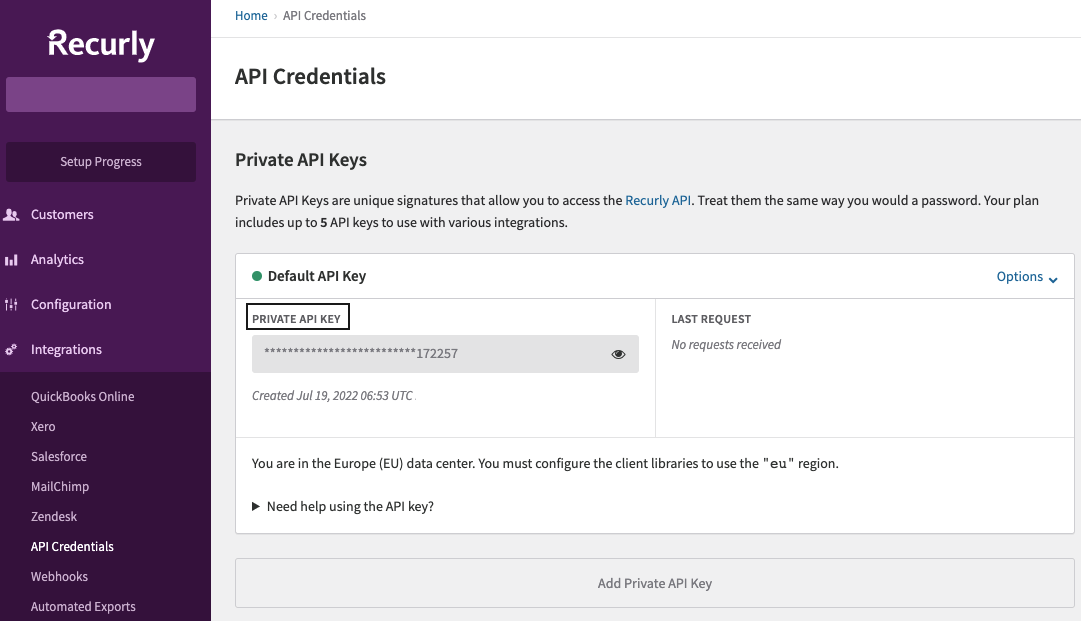 Recurly
Setup Progress
Customers
Analytics
Configuration
Integrations
QuickBooks Online
Xero
Salesforce
MailChimp
Zendesk
API Credentials
Webhooks
Automated Exports
Home › API Credentials
API Credentials
Private API Keys
Private API Keys are unique signatures that allow you to access the Recurly API. Treat them the same way you would a password. Your plan
includes up to 5 API keys to use with various integrations.
Default API Key
Options
PRIVATE API KEY
**************************172257
Created Jul 19, 2022 06:53 UTC
LAST REQUEST
No requests received
You are in the Europe (EU) data center. You must configure the client libraries to use the "eu" region.
Need help using the API key?
Add Private API Key